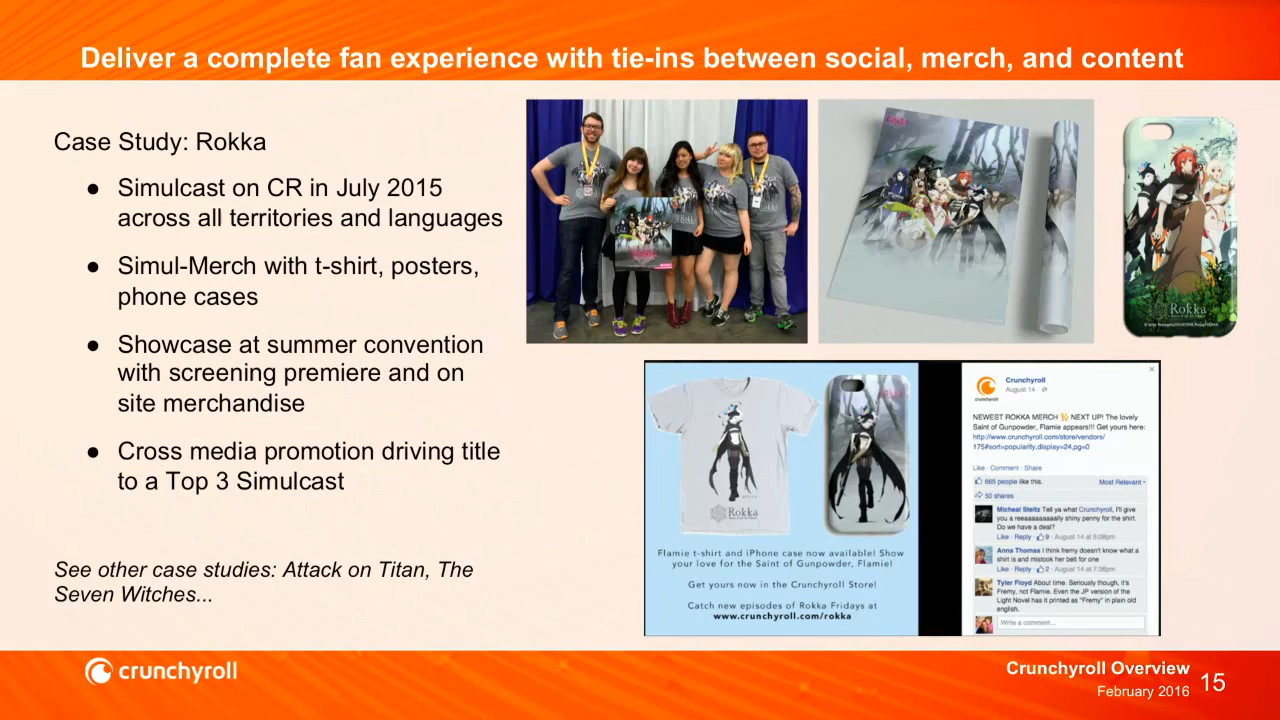 Deliver a complete fan experience with tie-ins between social, merch, and content
Case Study: Rokka
● Simulcast on CR in July 2015
across all territories and languages
● Simul-Merch with t-shirt, posters,
phone cases
● Showcase at summer convention
with screening premiere and on
site merchandise
● Cross media promotion driving title
to a Top 3 Simulcast
See other case studies: Attack on Titan, The
Seven Witches...
Rokka
Rokka
Rokka
Flamie t-shirt and iPhone case now available! Show
your love for the Saint of Gunpowder, Flamie!
Get yours now in the Crunchyroll Store!
Catch new episodes of Rokka Fridays at
www.crunchyroll.com/rokka
crunchyroll
Crunchyroll
August 14
NEWEST ROKKA MERCH NEXT UP! The lovely
Saint of Gunpowder, Flamie appears!!! Get yours here:
http://www.crunchyroll.com/store/vendors/
175#sort=popularity,display=24,pg=0
Like · Comment · Share
665 people like this.
Most Relevant
50 shares
Micheal Steltz Tell ya what Crunchyroll, I'll give
you a reeaaaaaaaally shiny penny for the shirt.
Do we have a deal?
Like · Reply · 9 · August 14 at 5:08pm
Anna Thomas I think fremy doesn't know what a
shirt is and mistook her belt for one
Like · Reply · 2 · August 14 at 7:36pm
Tyler Floyd About time. Seriously though, it's
Fremy, not Flamie. Even the JP version of the
Light Novel has it printed as "Fremy" in plain old
english.
Write a comment...
crunchyroll
Crunchyroll Overview
February 2016
15